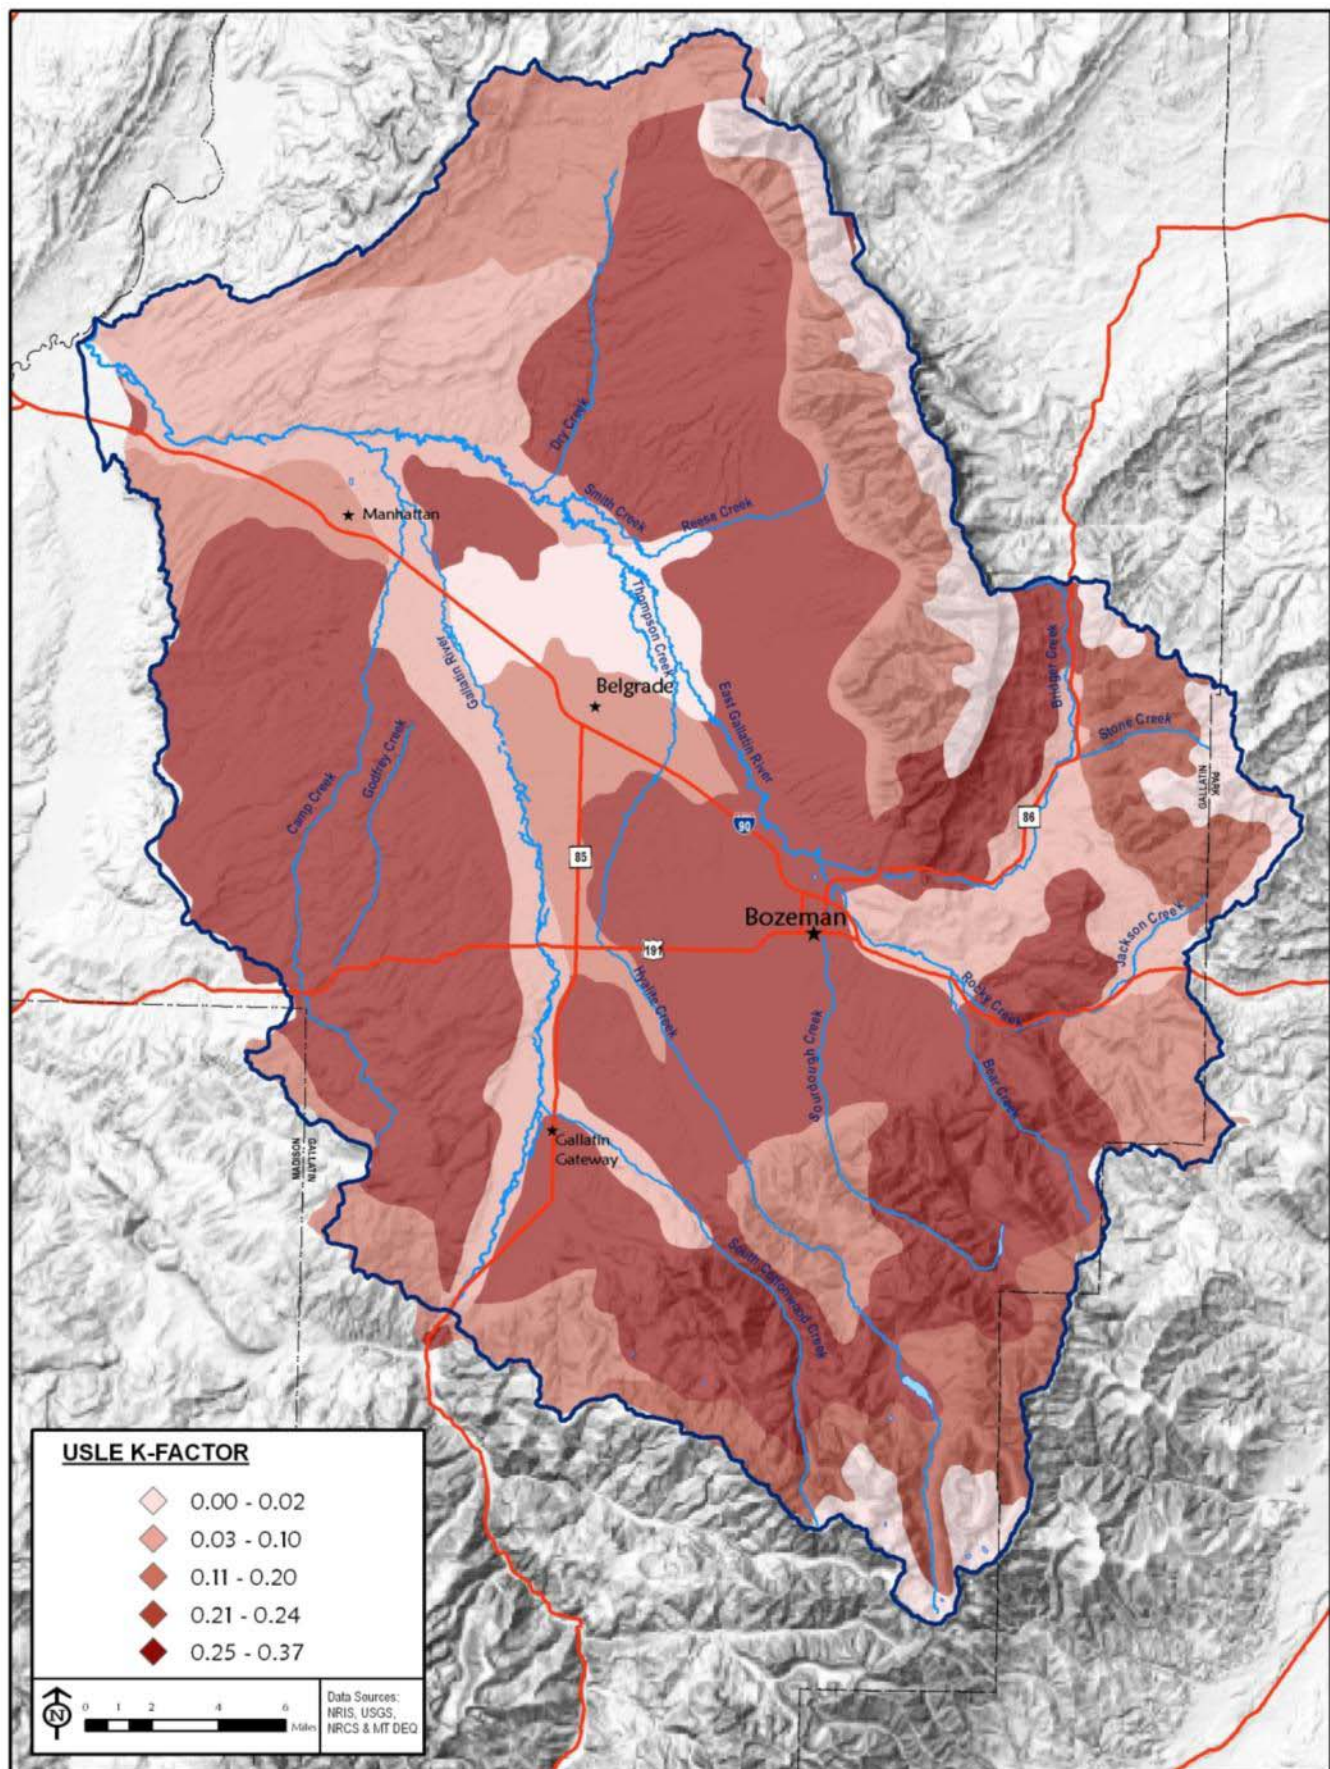 Dry Creek
Smith Creek
Reese Creek
Manhattan
Thompson Creek
Gallatin River
Bridger Creek
Belgrade
East Gallatin River
Stone Creek
GALLATIN
PARK
Godfrey Creek
Camp Creek
90
86
85
Bozeman
Jackson Creek
191
Rocky Creek
Hyalite Creek
Sourdough Creek
Bear Creek
MADISON
GALLATIN
Gallatin
Gateway
South Cottonwood Creek
USLE K-FACTOR
0.00 - 0.02
0.03 - 0.10
0.11 - 0.20
0.21 - 0.24
0.25 - 0.37
N
0 1 2 4 6
Miles
Data Sources:
NRIS, USGS,
NRCS & MT DEQ